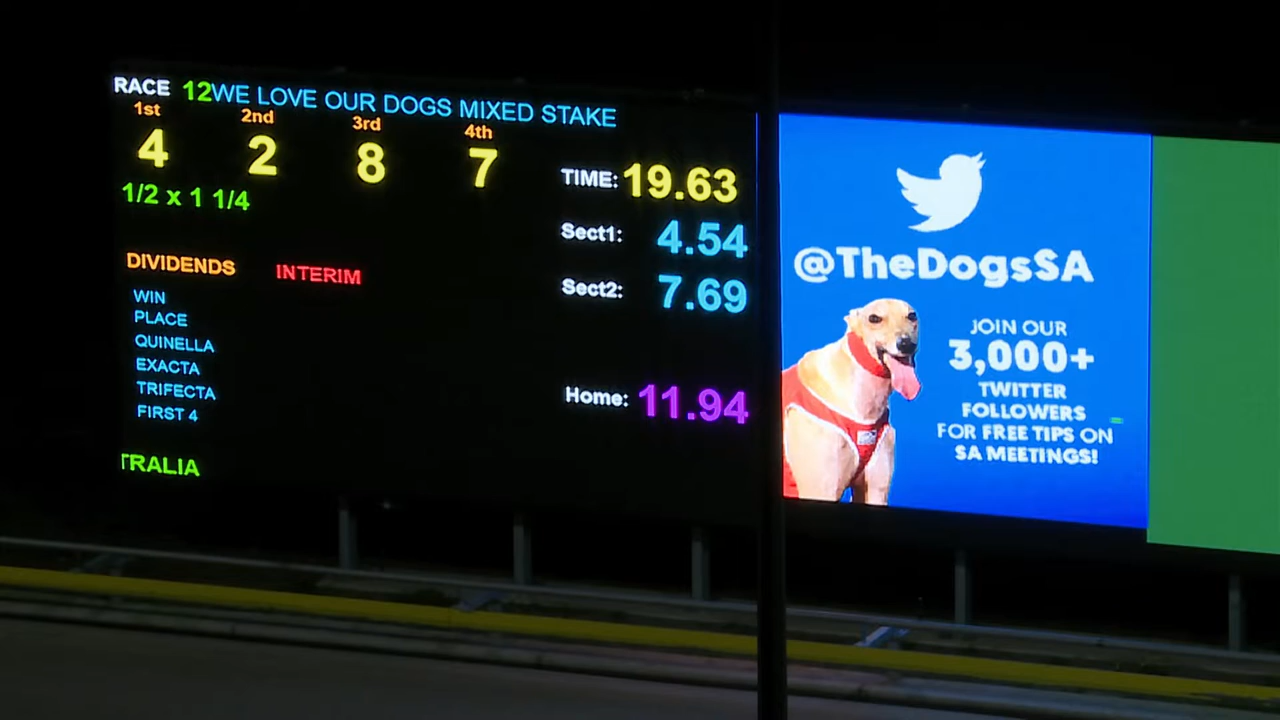 RACE 12WE LOVE OUR DOGS MIXED STAKE
1st 2nd 3rd 4th
4 2 8 7
1/2 x 1 1/4
TIME: 19.63
Sect1: 4.54
Sect2: 7.69
Home: 11.94
DIVIDENDS INTERIM
WIN
PLACE
QUINELLA
EXACTA
TRIFECTA
FIRST 4
TRALIA
@TheDogsSA
JOIN OUR
3,000+
TWITTER
FOLLOWERS
FOR FREE TIPS ON
SA MEETINGS!